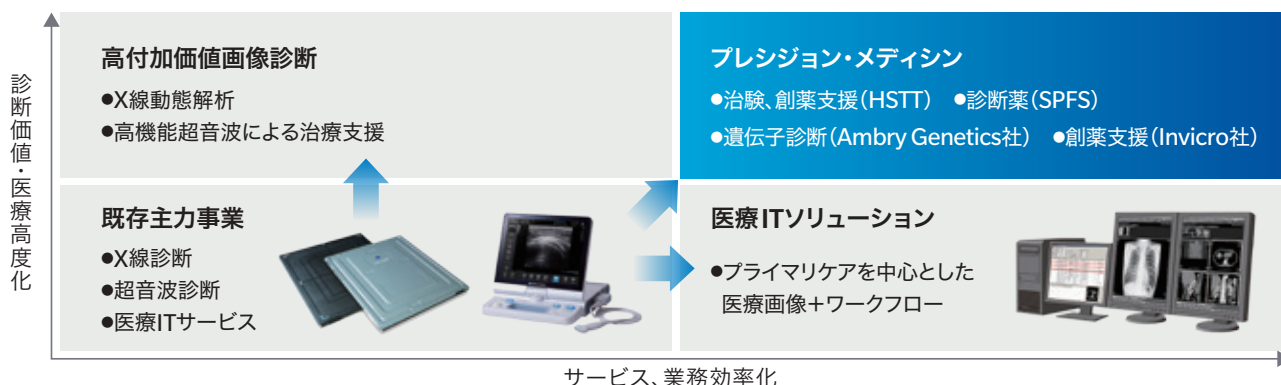 診断価値・医療高度化
高付加価値画像診断
●X線動態解析
●高機能超音波による治療支援
プレシジョン・メディシン
●治験、創薬支援(HSTT) ●診断薬(SPFS)
●遺伝子診断(Ambry Genetics社) ●創薬支援(Invicro社)
既存主力事業
●X線診断
●超音波診断
●医療ITサービス
医療ITソリューション
●プライマリケアを中心とした
医療画像+ワークフロー
サービス、業務効率化